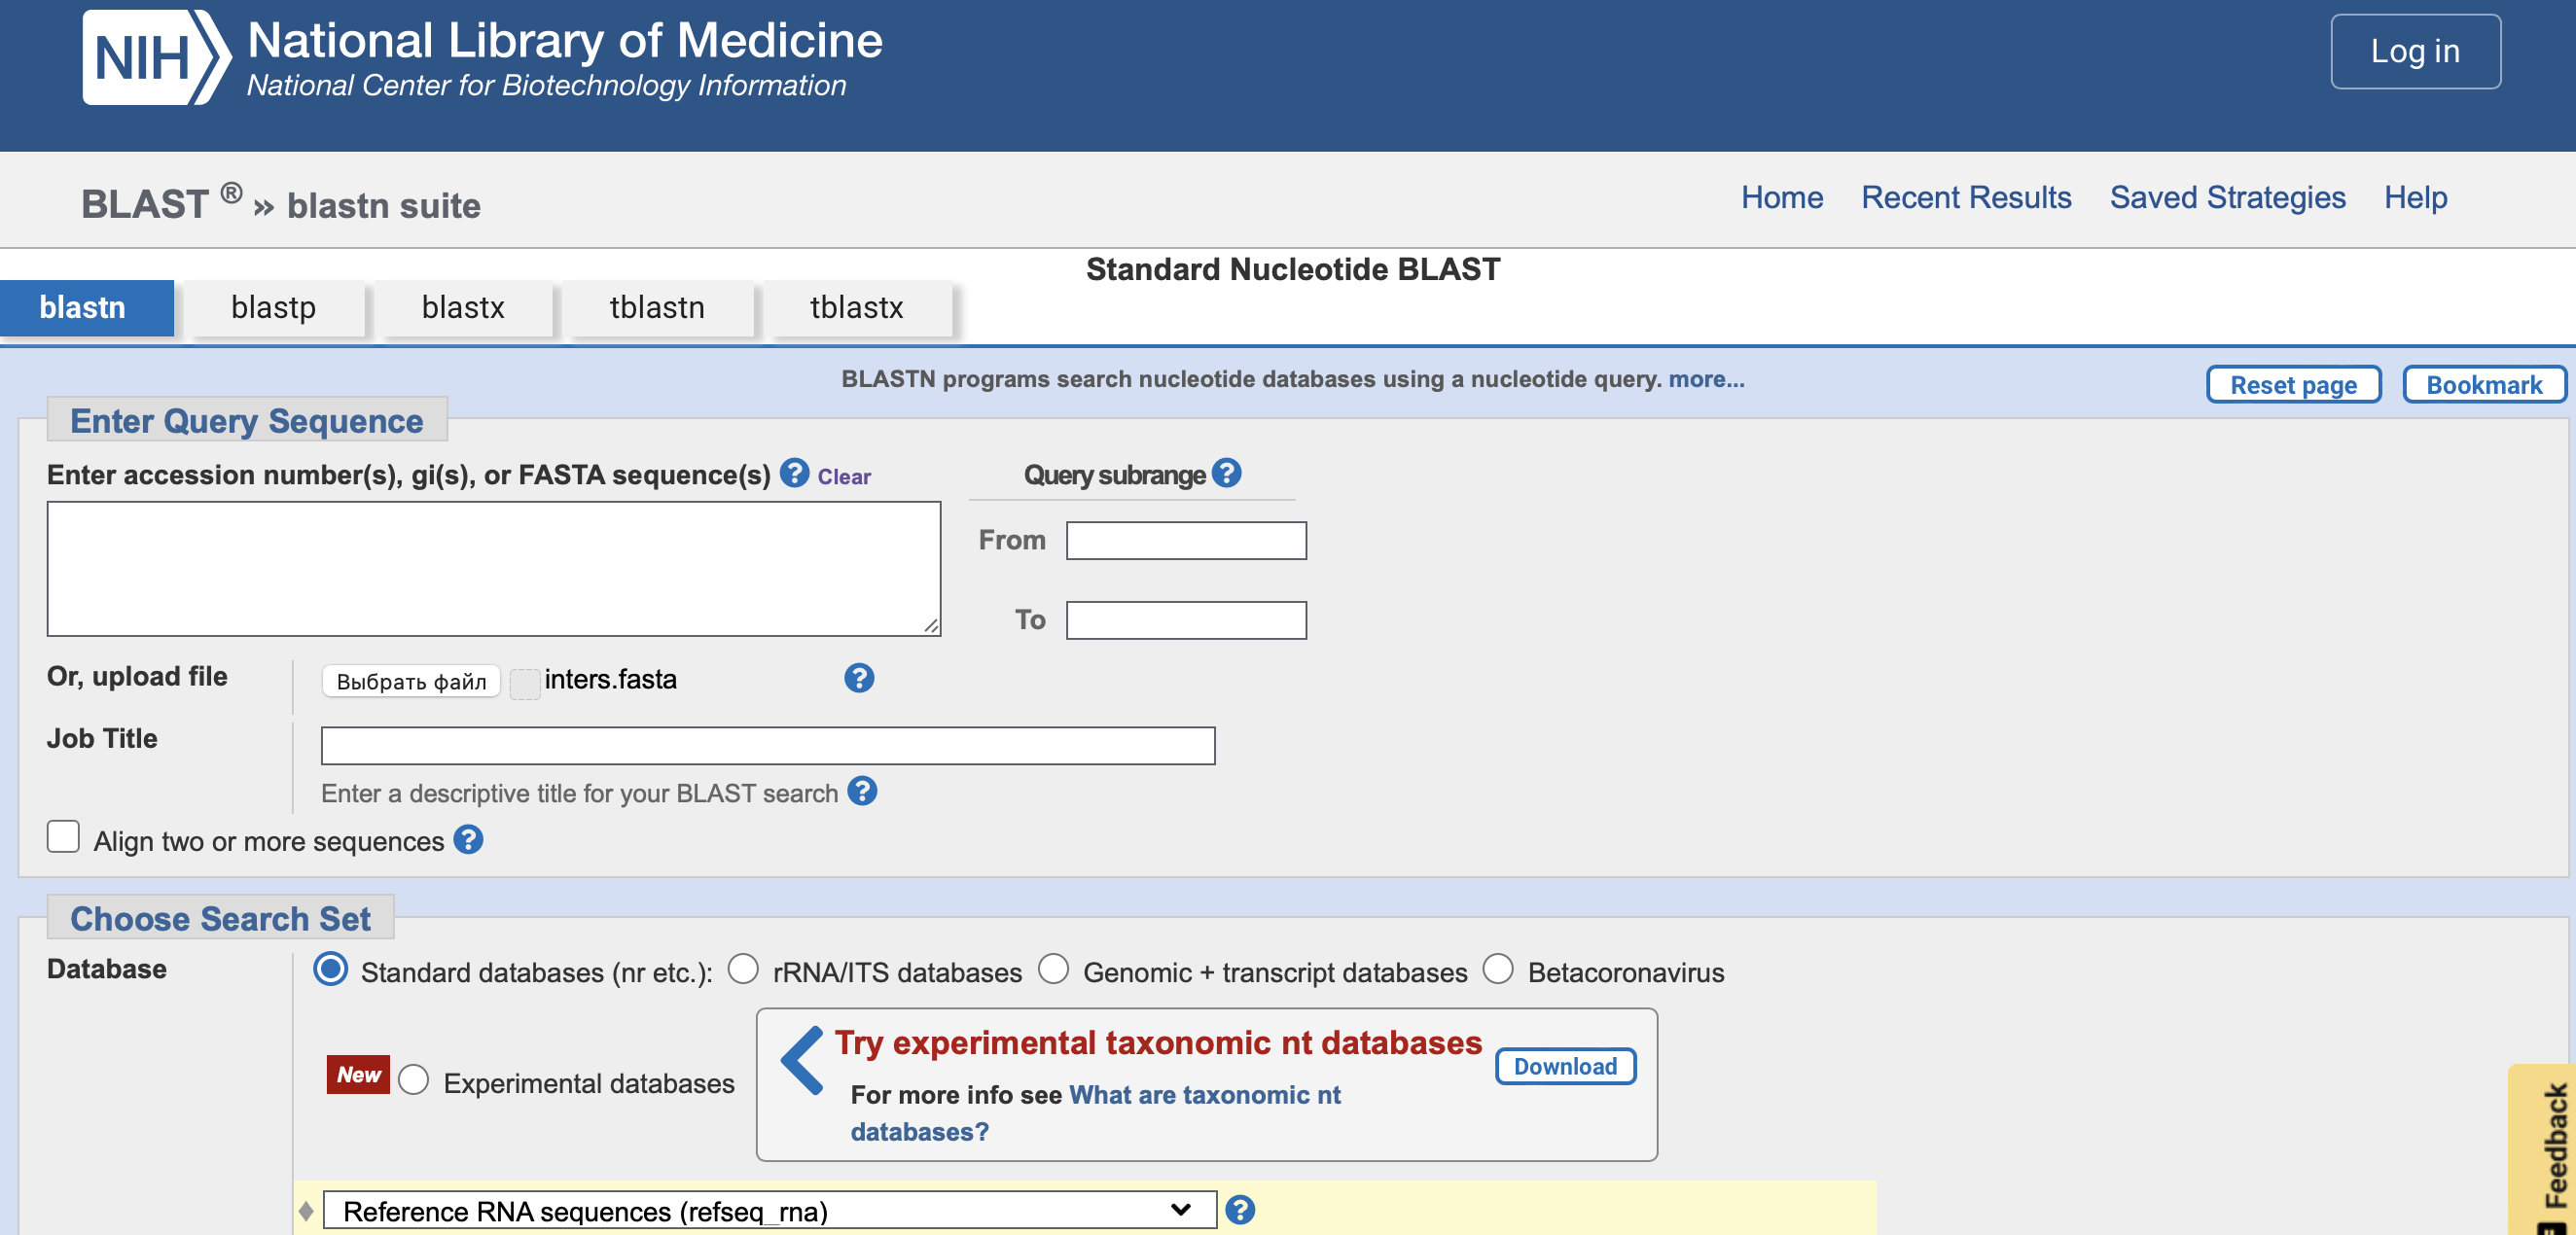 NIH National Library of Medicine
National Center for Biotechnology Information
Log in
BLAST ® » blastn suite
Home Recent Results Saved Strategies Help
Standard Nucleotide BLAST
blastn blastp blastx tblastn tblastx
BLASTN programs search nucleotide databases using a nucleotide query. more...
Reset page Bookmark
Enter Query Sequence
Enter accession number(s), gi(s), or FASTA sequence(s) ? Clear
Query subrange ?
From
To
Or, upload file Выбрать файл inters.fasta ?
Job Title
Enter a descriptive title for your BLAST search ?
Align two or more sequences ?
Choose Search Set
Database Standard databases (nr etc.): rRNA/ITS databases Genomic + transcript databases Betacoronavirus
New Experimental databases
Try experimental taxonomic nt databases
Download
For more info see What are taxonomic nt
databases?
Reference RNA sequences (refseq_rna) ?
Feedback